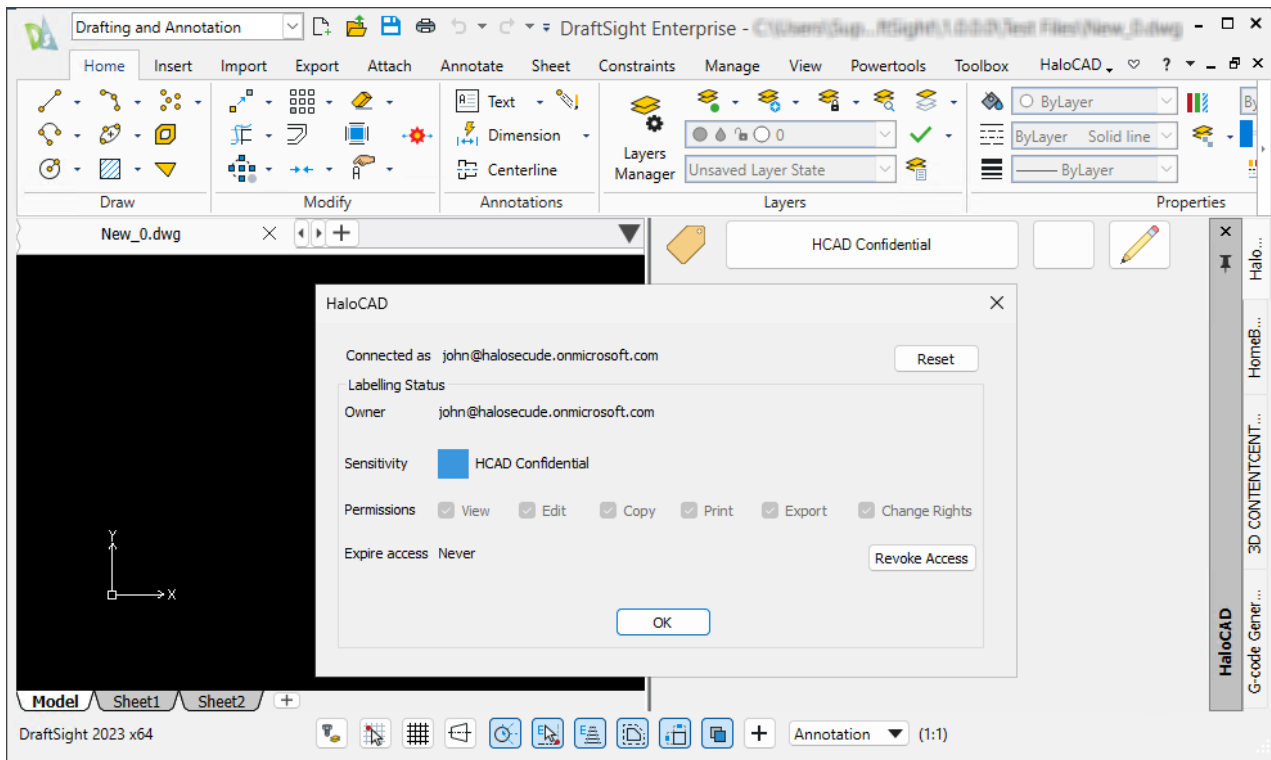 Drafting and Annotation
DraftSight Enterprise -
Home Insert Import Export Attach Annotate Sheet Constraints Manage View Powertools Toolbox HaloCAD ?
Text
Dimension
Centerline
Layers
Manager
0
Unsaved Layer State
ByLayer
ByLayer Solid line
ByLayer
By
Draw Modify Annotations Layers Properties
New_0.dwg
HCAD Confidential
HaloCAD
Connected as john@halosecude.onmicrosoft.com Reset
Labelling Status
Owner john@halosecude.onmicrosoft.com
Sensitivity HCAD Confidential
Permissions View Edit Copy Print Export Change Rights
Expire access Never Revoke Access
OK
Y
X
HaloCAD
Halo...
HomeB...
3D CONTENTCENT...
G-code Gener...
Model Sheet1 Sheet2
DraftSight 2023 x64 Annotation (1:1)